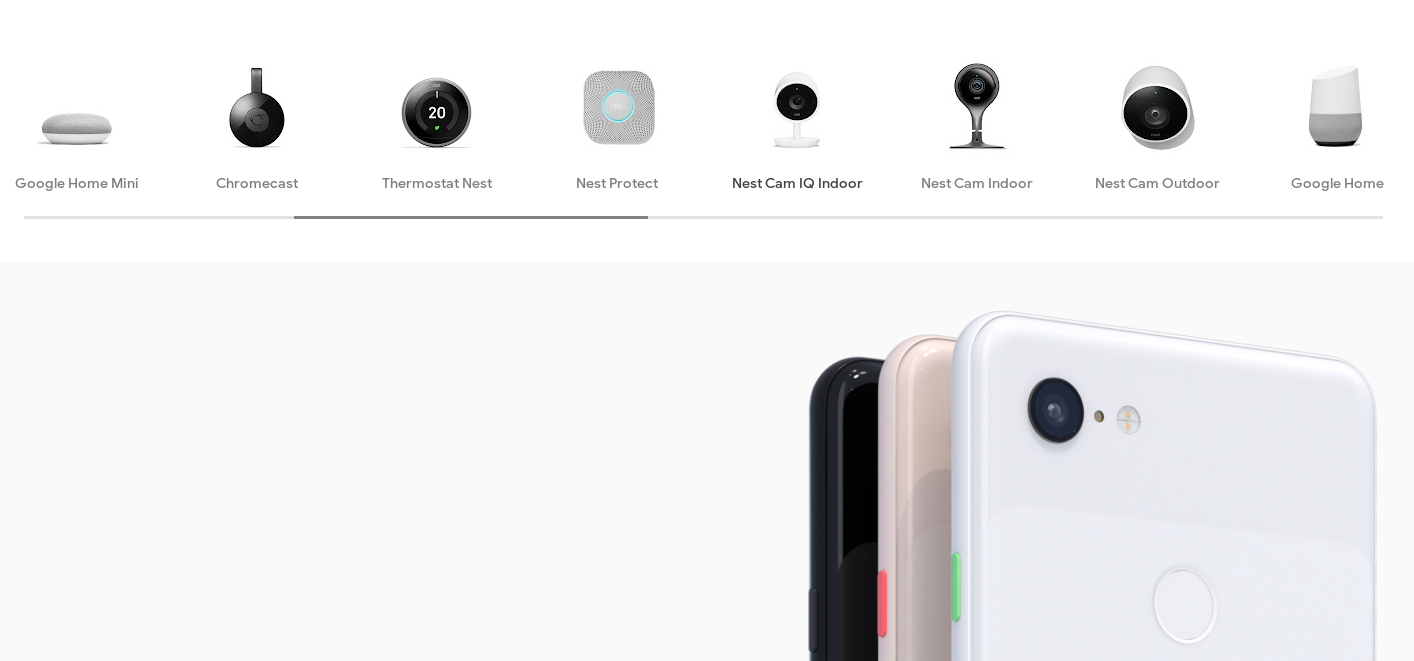 20
Google Home Mini
Chromecast
Thermostat Nest
Nest Protect
Nest Cam IQ Indoor
Nest Cam Indoor
Nest Cam Outdoor
Google Home